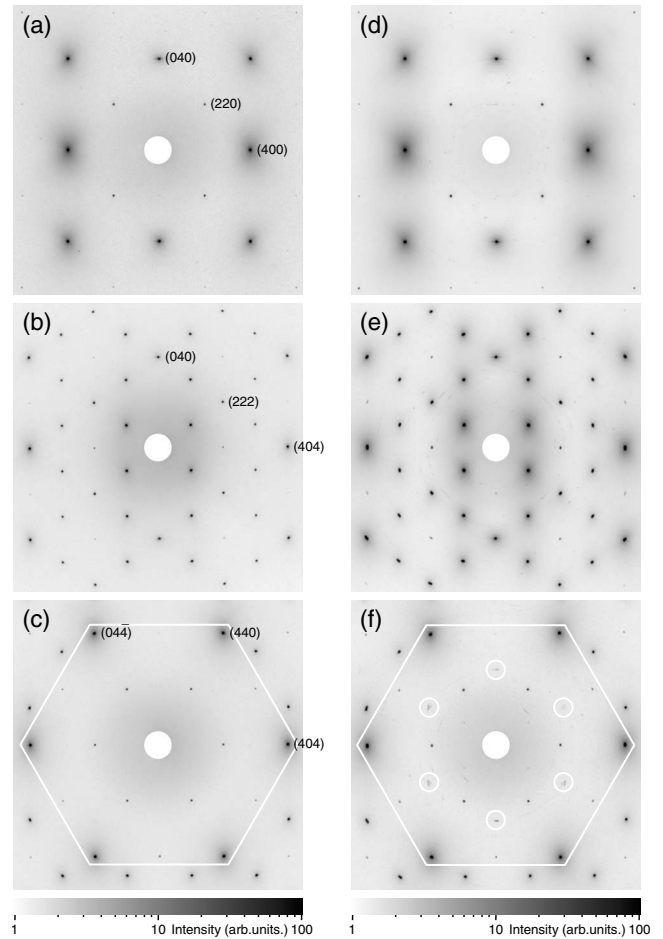 (a)
(040)
(220)
(400)
(d)
(b)
(040)
(222)
(404)
(e)
(c)
(044̄)
(440)
(404)
(f)
1 10 Intensity (arb.units.) 100
1 10 Intensity (arb.units.) 100